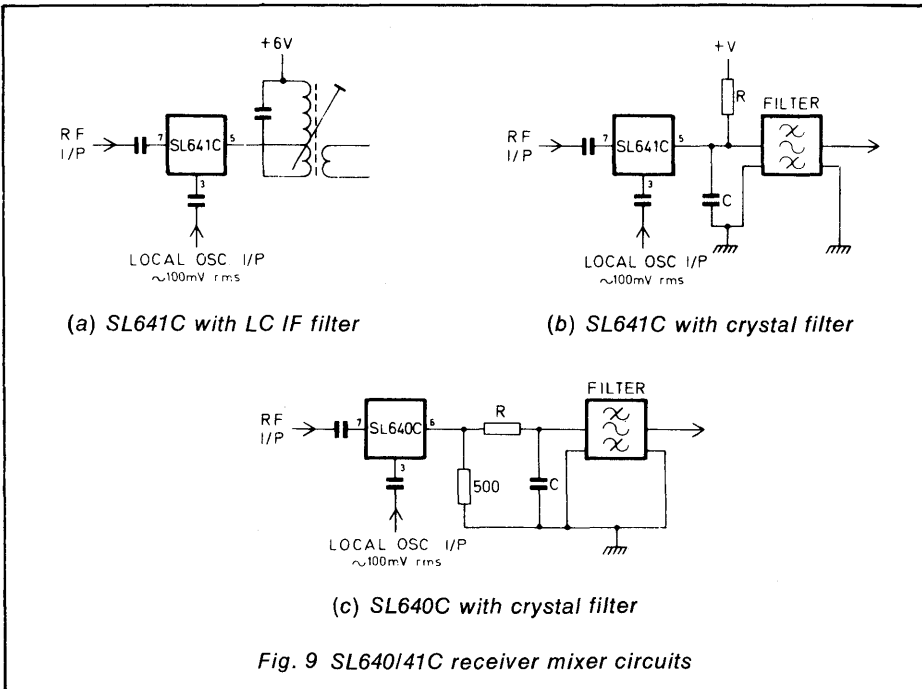 +6V
RF
I/P
7
SL641C
5
3
LOCAL OSC I/P
~100mV rms
(a) SL641C with LC IF filter
+V
R
FILTER
RF
I/P
7
SL641C
5
3
C
LOCAL OSC I/P
~100mV rms
(b) SL641C with crystal filter
RF
I/P
7
SL640C
6
3
R
FILTER
500
C
LOCAL OSC I/P
~100mV rms
(c) SL640C with crystal filter
Fig. 9 SL640/41C receiver mixer circuits